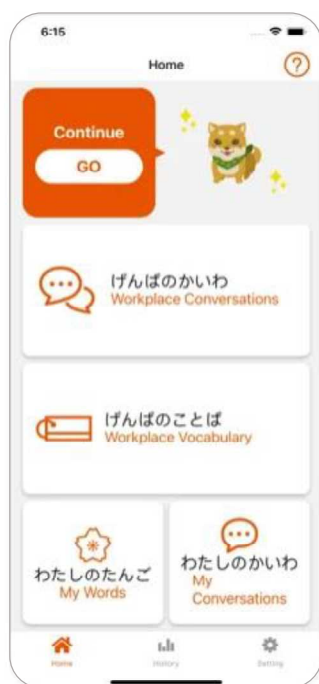 6:15
Home
?
Continue
GO
げんばのかいわ
Workplace Conversations
げんばのことば
Workplace Vocabulary
わたしのたんご
My Words
わたしのかいわ
My
Conversations
Home
History
Setting